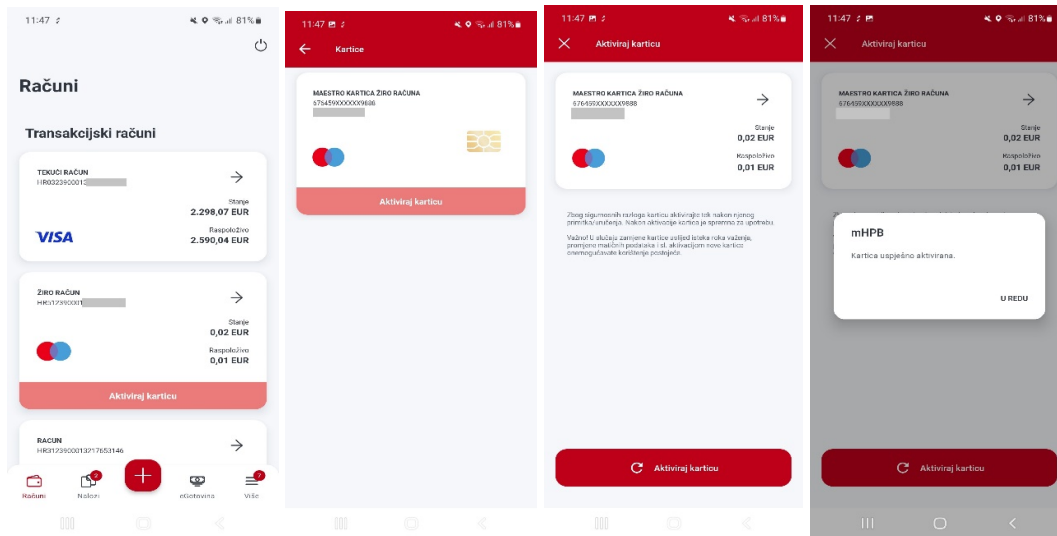 11:47
81%
Računi
Transakcijski računi
TEKUĆI RAČUN
HR032390001
Stanje
2.298,07 EUR
Raspoloživo
2.590,04 EUR
VISA
ŽIRO RAČUN
Stanje
0,02 EUR
Raspoloživo
0,01 EUR
Aktiviraj karticu
RACUN
HR3123900013217653146
Računi
Nalozi
eGotovina
Više
11:47
81%
Kartice
MAESTRO KARTICA ŽIRO RAČUNA
676459XXXXXX9888
Aktiviraj karticu
11:47
81%
Aktiviraj karticu
MAESTRO KARTICA ŽIRO RAČUNA
676459XXXXXX9888
Stanje
0,02 EUR
Raspoloživo
0,01 EUR
Zbog sigurnosnih razloga karticu aktivirajte tek nakon njenog
primitka/uručenja. Nakon aktivacije kartica je spremna za upotrebu.
Važno! U slučaju zamjene kartice uslijed isteka roka važenja,
promjene matičnih podataka i sl. aktivacijom nove kartice
onemogućavate korištenje postojeće.
Aktiviraj karticu
11:47
81%
Aktiviraj karticu
MAESTRO KARTICA ŽIRO RAČUNA
676459XXXXXX9888
Stanje
0,02 EUR
Raspoloživo
0,01 EUR
mHPB
Kartica uspješno aktivirana.
U REDU
Aktiviraj karticu